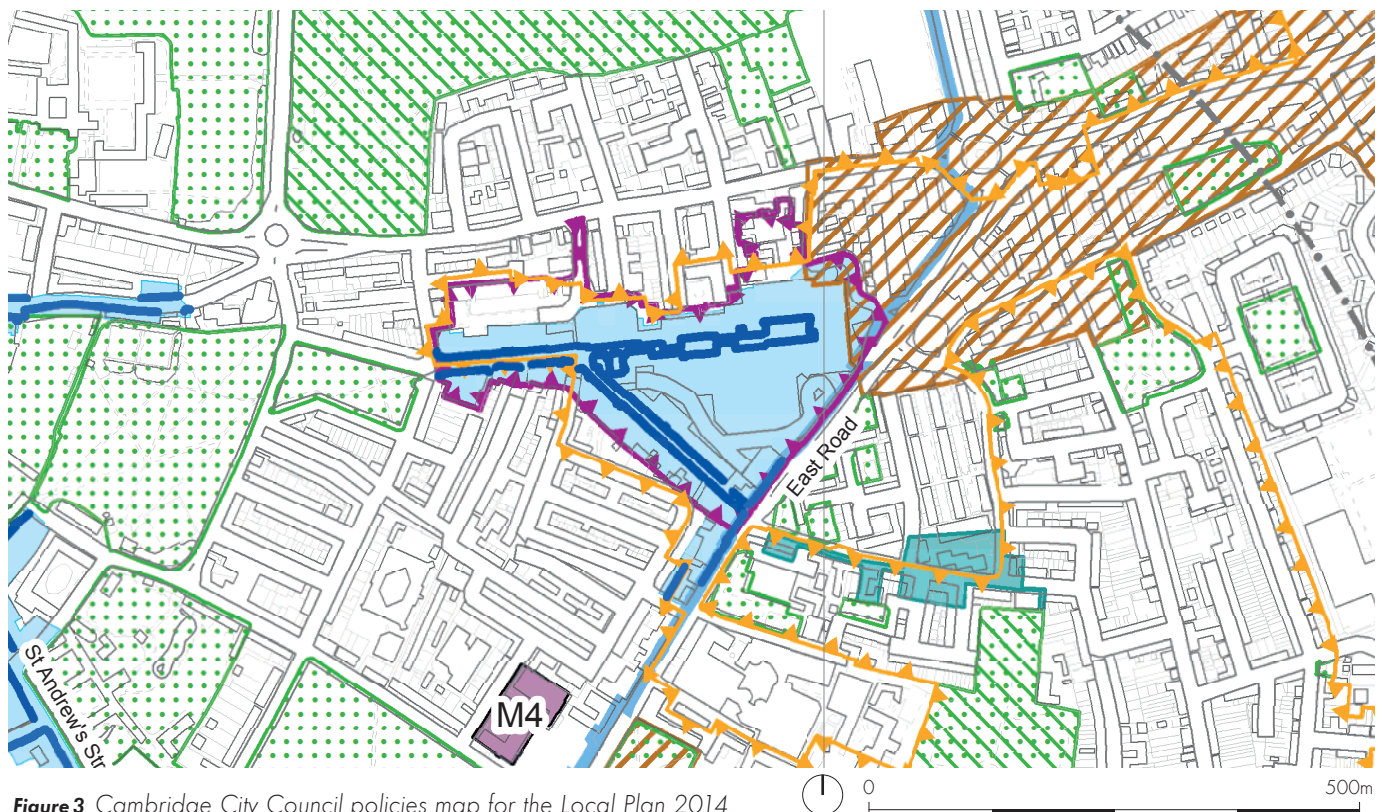 East Road
St Andrew's Str
M4
Figure 3 Cambridge City Council policies map for the Local Plan 2014
0
500m